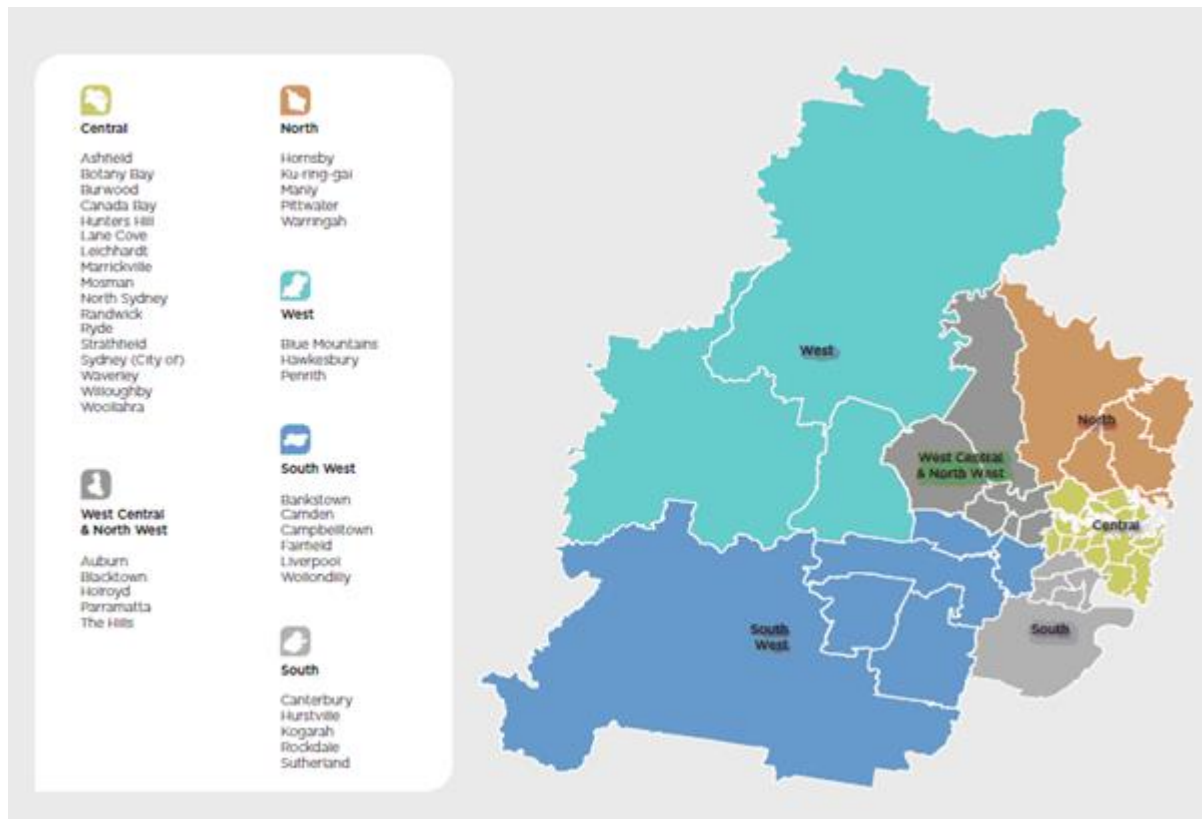 Central
Ashfield
Botany Bay
Burwood
Canada Bay
Hunters Hill
Lane Cove
Leichhardt
Marrickville
Mosman
North Sydney
Randwick
Ryde
Strathfield
Sydney (City of)
Waverley
Willoughby
Woollahra
West Central
& North West
Auburn
Blacktown
Holroyd
Parramatta
The Hills
North
Hornsby
Ku-ring-gai
Manly
Pittwater
Warringah
West
Blue Mountains
Hawkesbury
Penrith
South West
Bankstown
Camden
Campbelltown
Fairfield
Liverpool
Wollondilly
South
Canterbury
Hurstville
Kogarah
Rockdale
Sutherland
West
North
West Central
& North West
Central
South
West
South